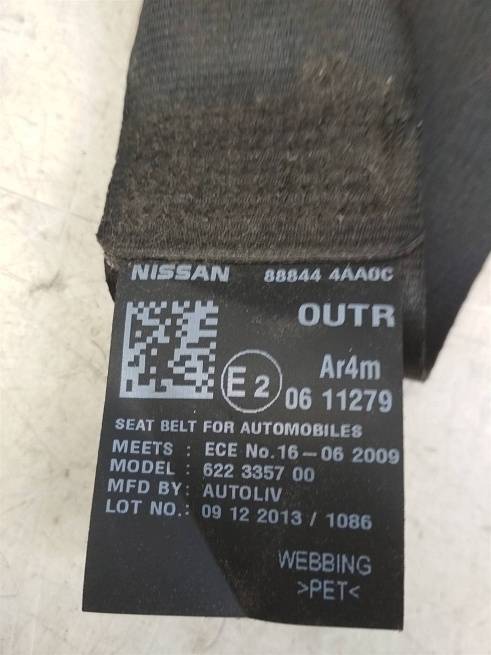 NISSAN 88844 4AA0C
OUTR
Ar4m
E2 06 11279
SEAT BELT FOR AUTOMOBILES
MEETS : ECE No.16-06 2009
MODEL : 622 3357 00
MFD BY: AUTOLIV
LOT NO.: 09 12 2013 / 1086
WEBBING
>PET<